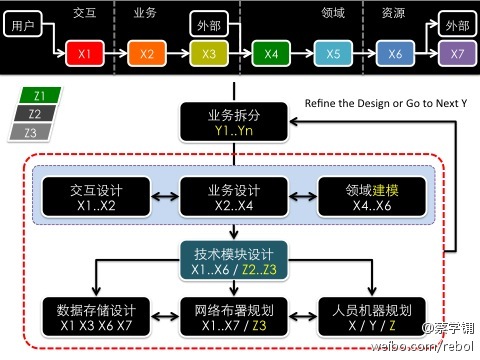 交互 业务 领域 资源
用户 外部 外部
X1 X2 X3 X4 X5 X6 X7
Z1
Z2
Z3
Refine the Design or Go to Next Y
业务拆分
Y1..Yn
交互设计 业务设计 领域建模
X1..X2 X2..X4 X4..X6
技术模块设计
X1..X6 / Z2..Z3
数据存储设计 网络布署规划 人员机器规划
X1 X3 X6 X7 X1..X7 / Z3 X / Y / Z
@蔡学镛
weibo.com/rebol